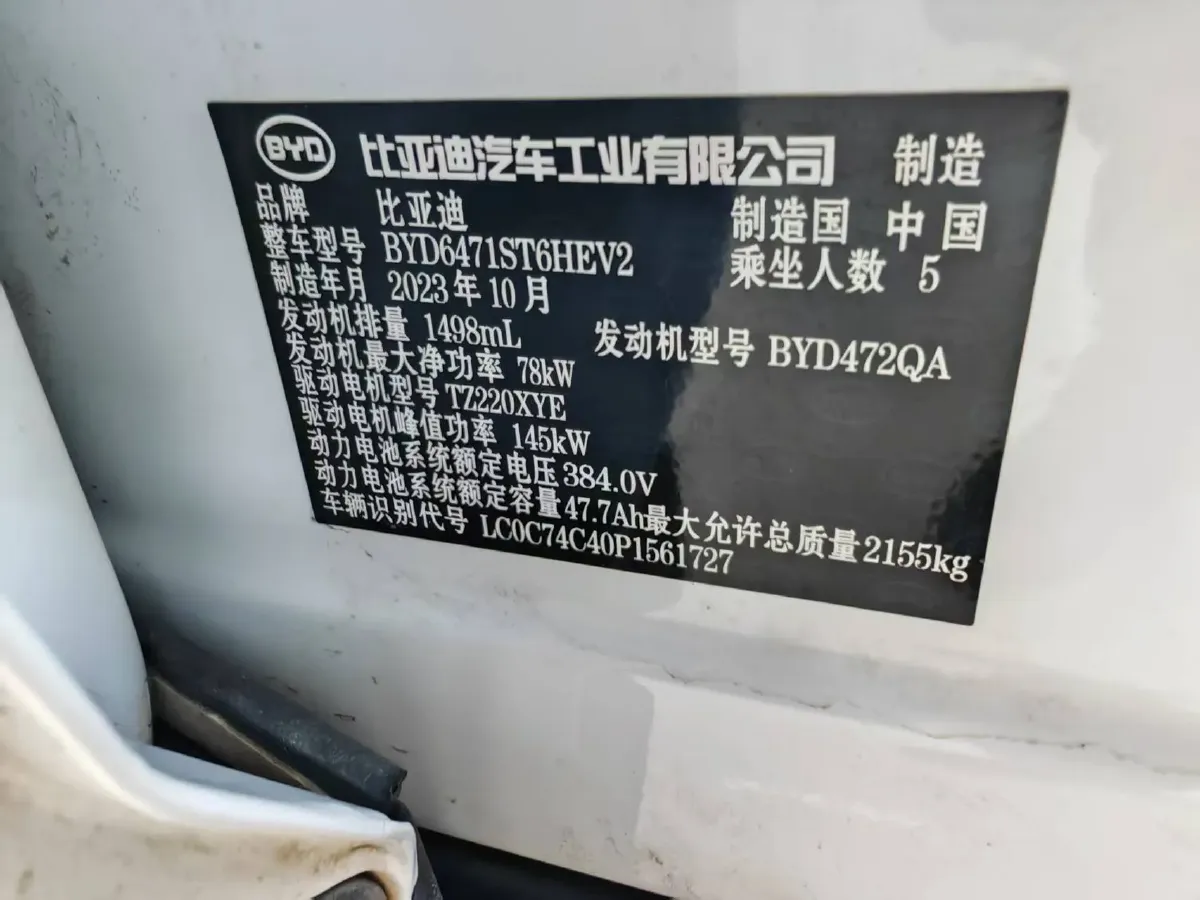 BYD 比亚迪汽车工业有限公司 制造
品牌 比亚迪 制造国 中国
整车型号 BYD6471ST6HEV2 乘坐人数 5
制造年月 2023年10月
发动机排量 1498mL 发动机型号 BYD472QA
发动机最大净功率 78kW
驱动电机型号 TZ220XYE
驱动电机峰值功率 145kW
动力电池系统额定电压 384.0V
动力电池系统额定容量 47.7Ah 最大允许总质量 2155kg
车辆识别代号 LC0C74C40P1561727